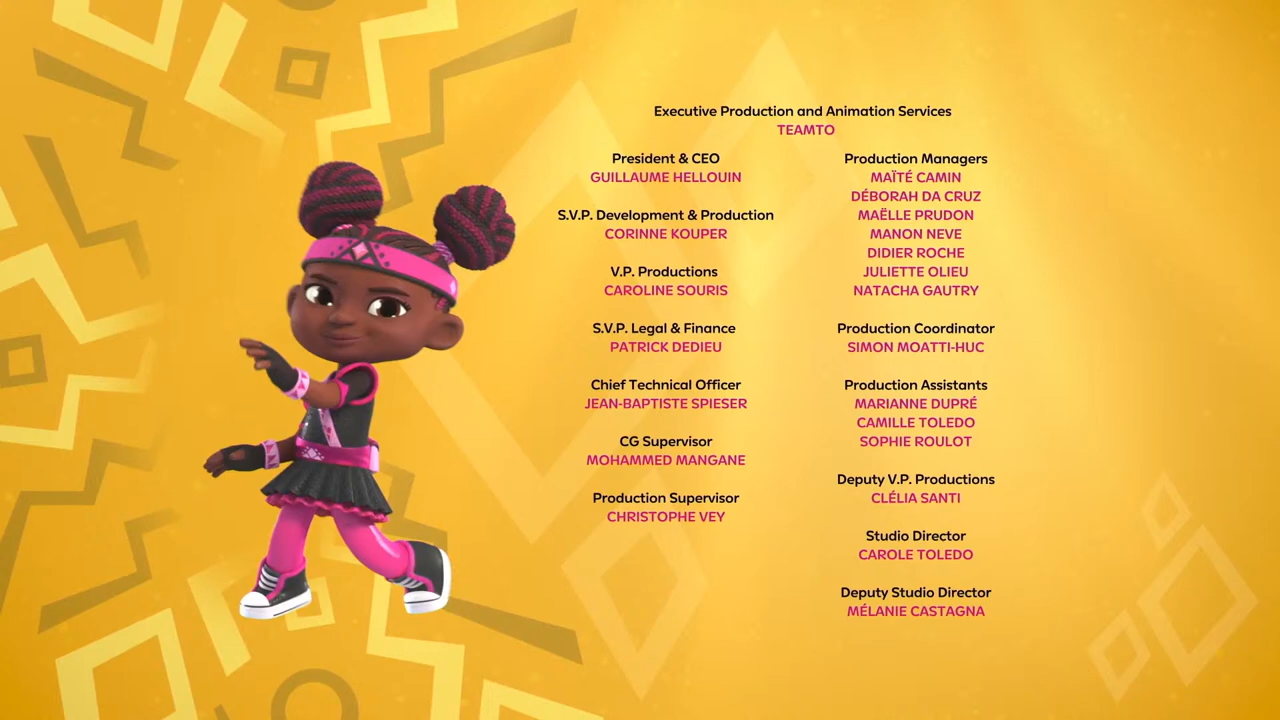 Executive Production and Animation Services
TEAMTO
President & CEO
GUILLAUME HELLOUIN
S.V.P. Development & Production
CORINNE KOUPER
V.P. Productions
CAROLINE SOURIS
S.V.P. Legal & Finance
PATRICK DEDIEU
Chief Technical Officer
JEAN-BAPTISTE SPIESER
CG Supervisor
MOHAMMED MANGANE
Production Supervisor
CHRISTOPHE VEY
Production Managers
MAÏTÉ CAMIN
DÉBORAH DA CRUZ
MAËLLE PRUDON
MANON NEVE
DIDIER ROCHE
JULIETTE OLIEU
NATACHA GAUTRY
Production Coordinator
SIMON MOATTI-HUC
Production Assistants
MARIANNE DUPRÉ
CAMILLE TOLEDO
SOPHIE ROULOT
Deputy V.P. Productions
CLÉLIA SANTI
Studio Director
CAROLE TOLEDO
Deputy Studio Director
MÉLANIE CASTAGNA